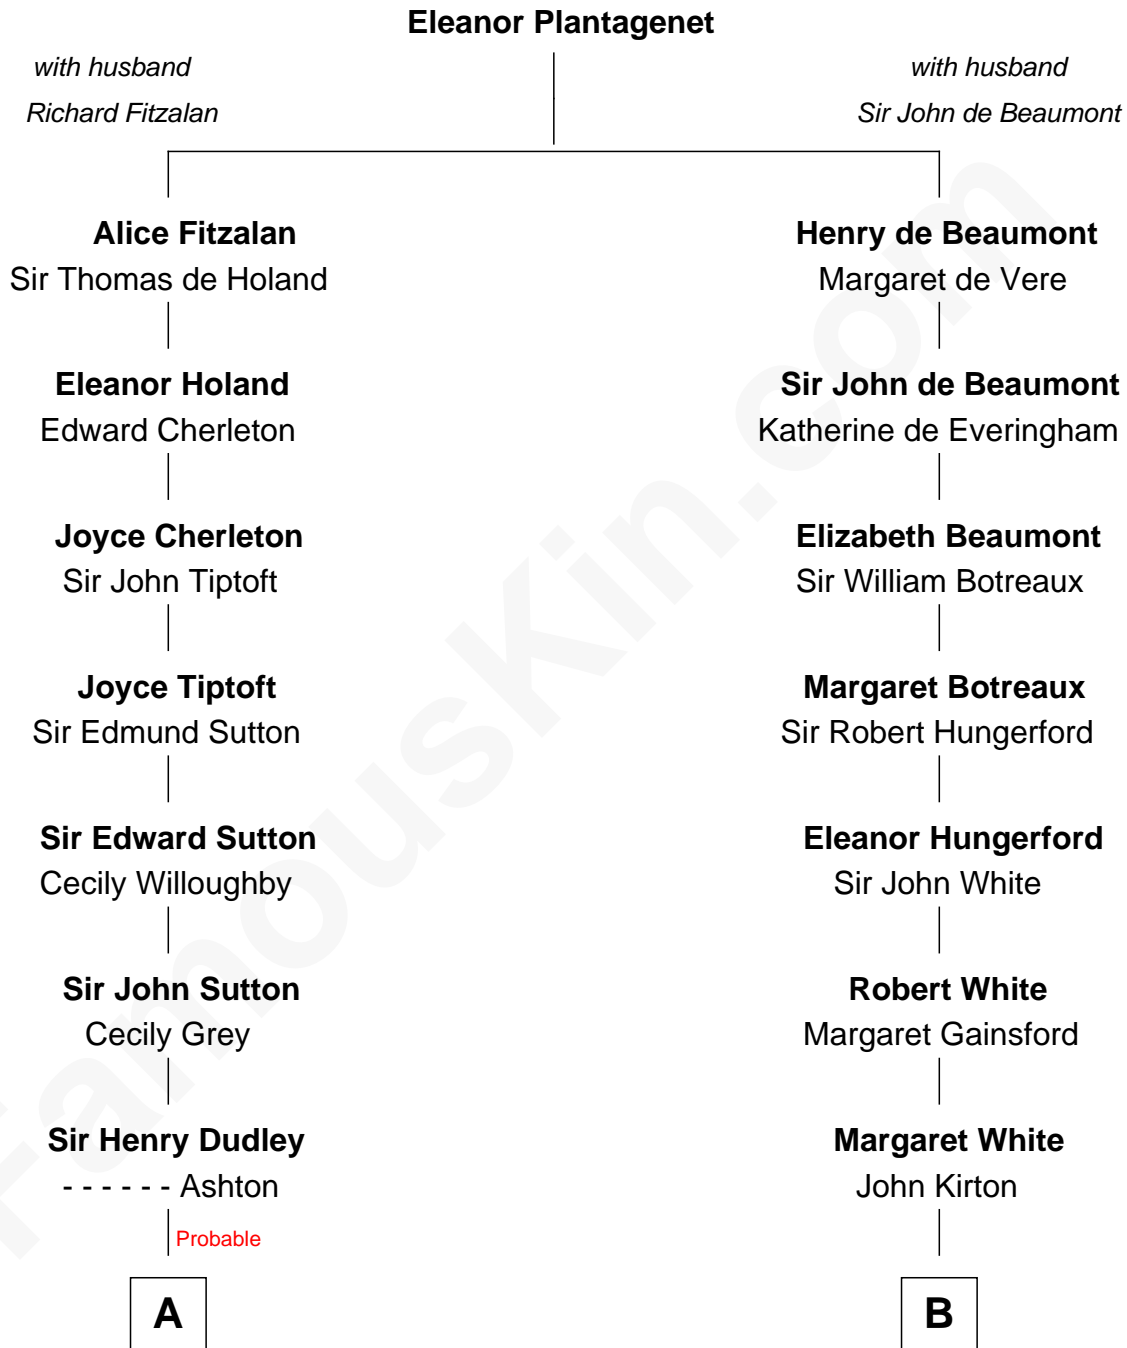 Eleanor Plantagenet
with husband
Richard Fitzalan
with husband
Sir John de Beaumont
Alice Fitzalan
Sir Thomas de Holand
Henry de Beaumont
Margaret de Vere
Eleanor Holand
Edward Cherleton
Sir John de Beaumont
Katherine de Everingham
Joyce Cherleton
Sir John Tiptoft
Elizabeth Beaumont
Sir William Botreaux
Joyce Tiptoft
Sir Edmund Sutton
Margaret Botreaux
Sir Robert Hungerford
Sir Edward Sutton
Cecily Willoughby
Eleanor Hungerford
Sir John White
Sir John Sutton
Cecily Grey
Robert White
Margaret Gainsford
Sir Henry Dudley
- - - - - - Ashton
Probable
Margaret White
John Kirton
A
B
FamousKin.com